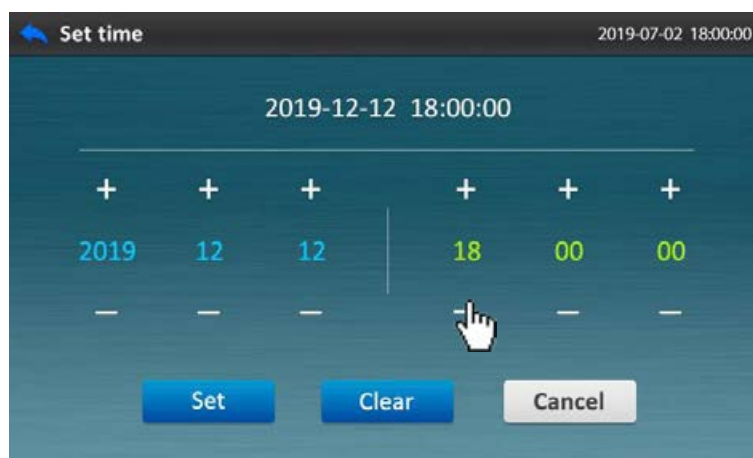 Set time 2019-07-02 18:00:00
2019-12-12 18:00:00
+ + + + + +
2019 12 12 18 00 00
— — — — — —
Set Clear Cancel